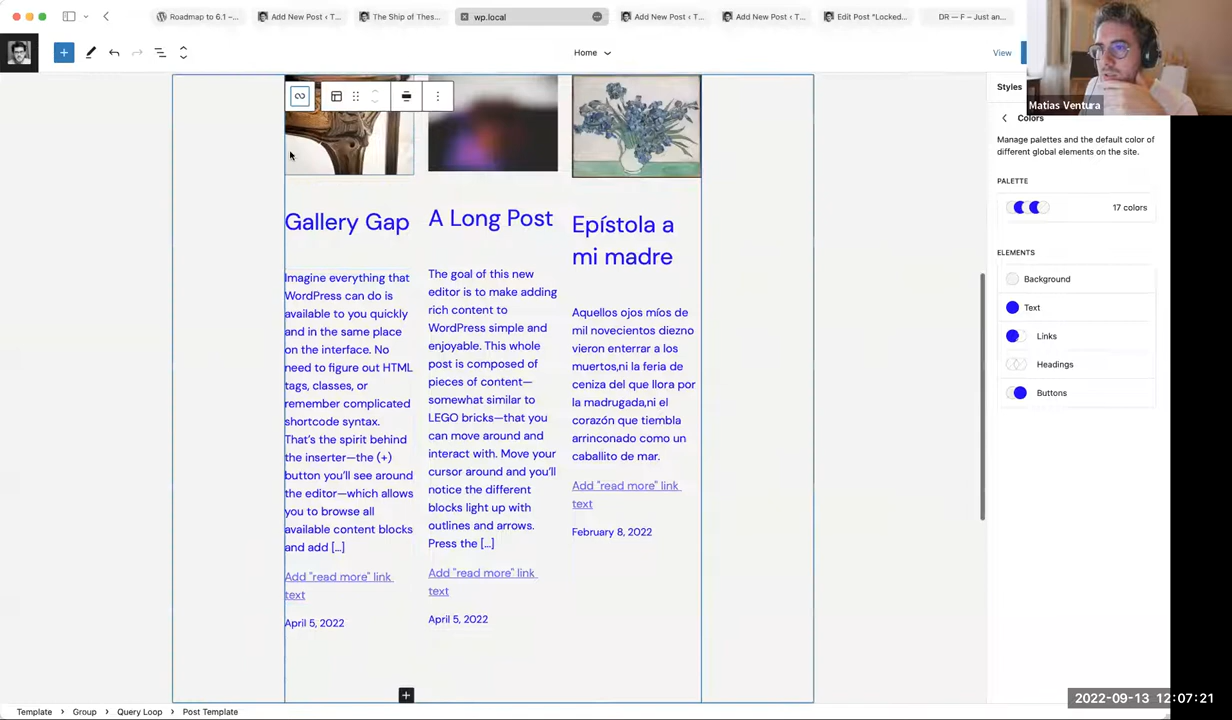 Roadmap to 6.1 –...
Add New Post ‹ T...
The Ship of Thes...
wp.local
Add New Post ‹ T...
Add New Post ‹ T...
Edit Post "Locked...
DR — F – Just an...
Home
View
Matias Ventura
Styles
Colors
Manage palettes and the default color of
different global elements on the site.
PALETTE
17 colors
ELEMENTS
Background
Text
Links
Headings
Buttons
Gallery Gap
Imagine everything that
WordPress can do is
available to you quickly
and in the same place
on the interface. No
need to figure out HTML
tags, classes, or
remember complicated
shortcode syntax.
That's the spirit behind
the inserter—the (+)
button you'll see around
the editor—which allows
you to browse all
available content blocks
and add [...]
Add "read more" link
text
April 5, 2022
A Long Post
The goal of this new
editor is to make adding
rich content to
WordPress simple and
enjoyable. This whole
post is composed of
pieces of content—
somewhat similar to
LEGO bricks—that you
can move around and
interact with. Move your
cursor around and you'll
notice the different
blocks light up with
outlines and arrows.
Press the [...]
Add "read more" link
text
April 5, 2022
Epístola a
mi madre
Aquellos ojos míos de
mil novecientos diezno
vieron enterrar a los
muertos,ni la feria de
ceniza del que llora por
la madrugada,ni el
corazón que tiembla
arrinconado como un
caballito de mar.
Add "read more" link
text
February 8, 2022
Template > Group > Query Loop > Post Template
2022-09-13 12:07:21